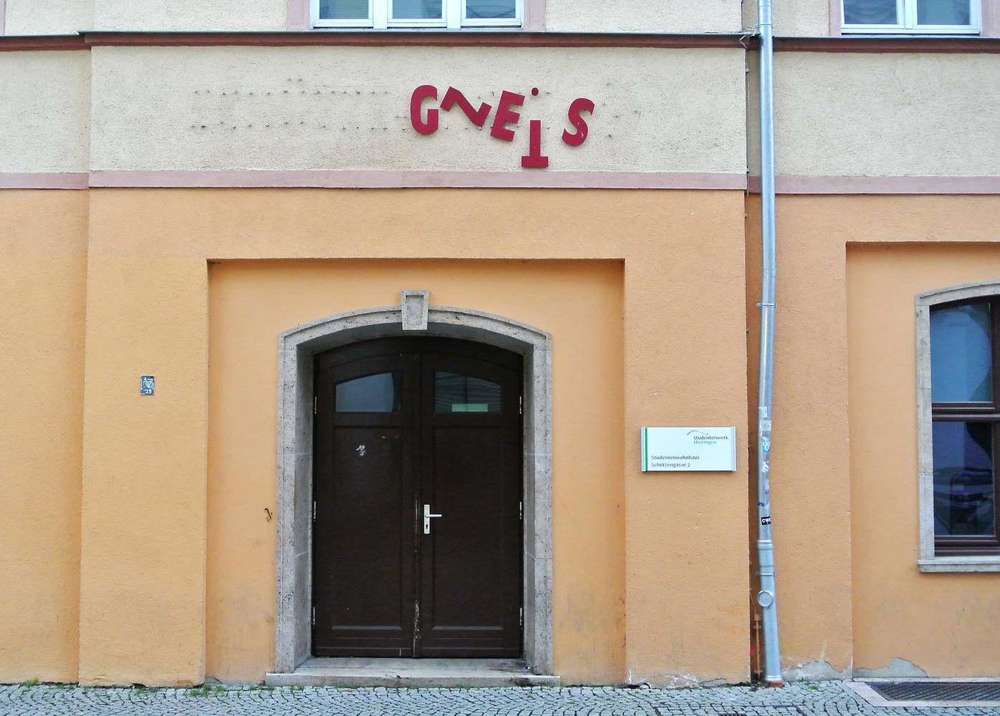 GNEiS
studentenwerk
thüringen
Studentenwohnhaus
Schützengasse 2